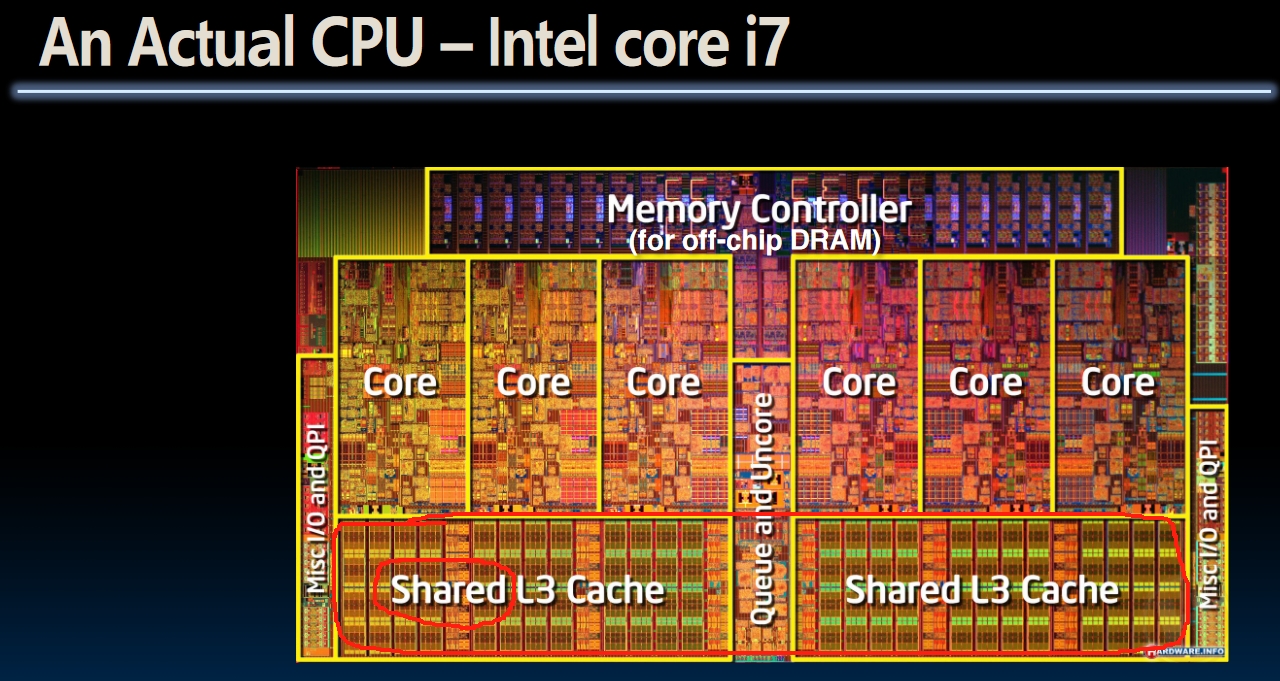 An Actual CPU – Intel core i7
Memory Controller
(for off-chip DRAM)
Core
Core
Core
Core
Core
Core
Misc I/O and QPI
Queue and Uncore
Misc I/O and QPI
Shared L3 Cache
Shared L3 Cache
HARDWARE.INFO